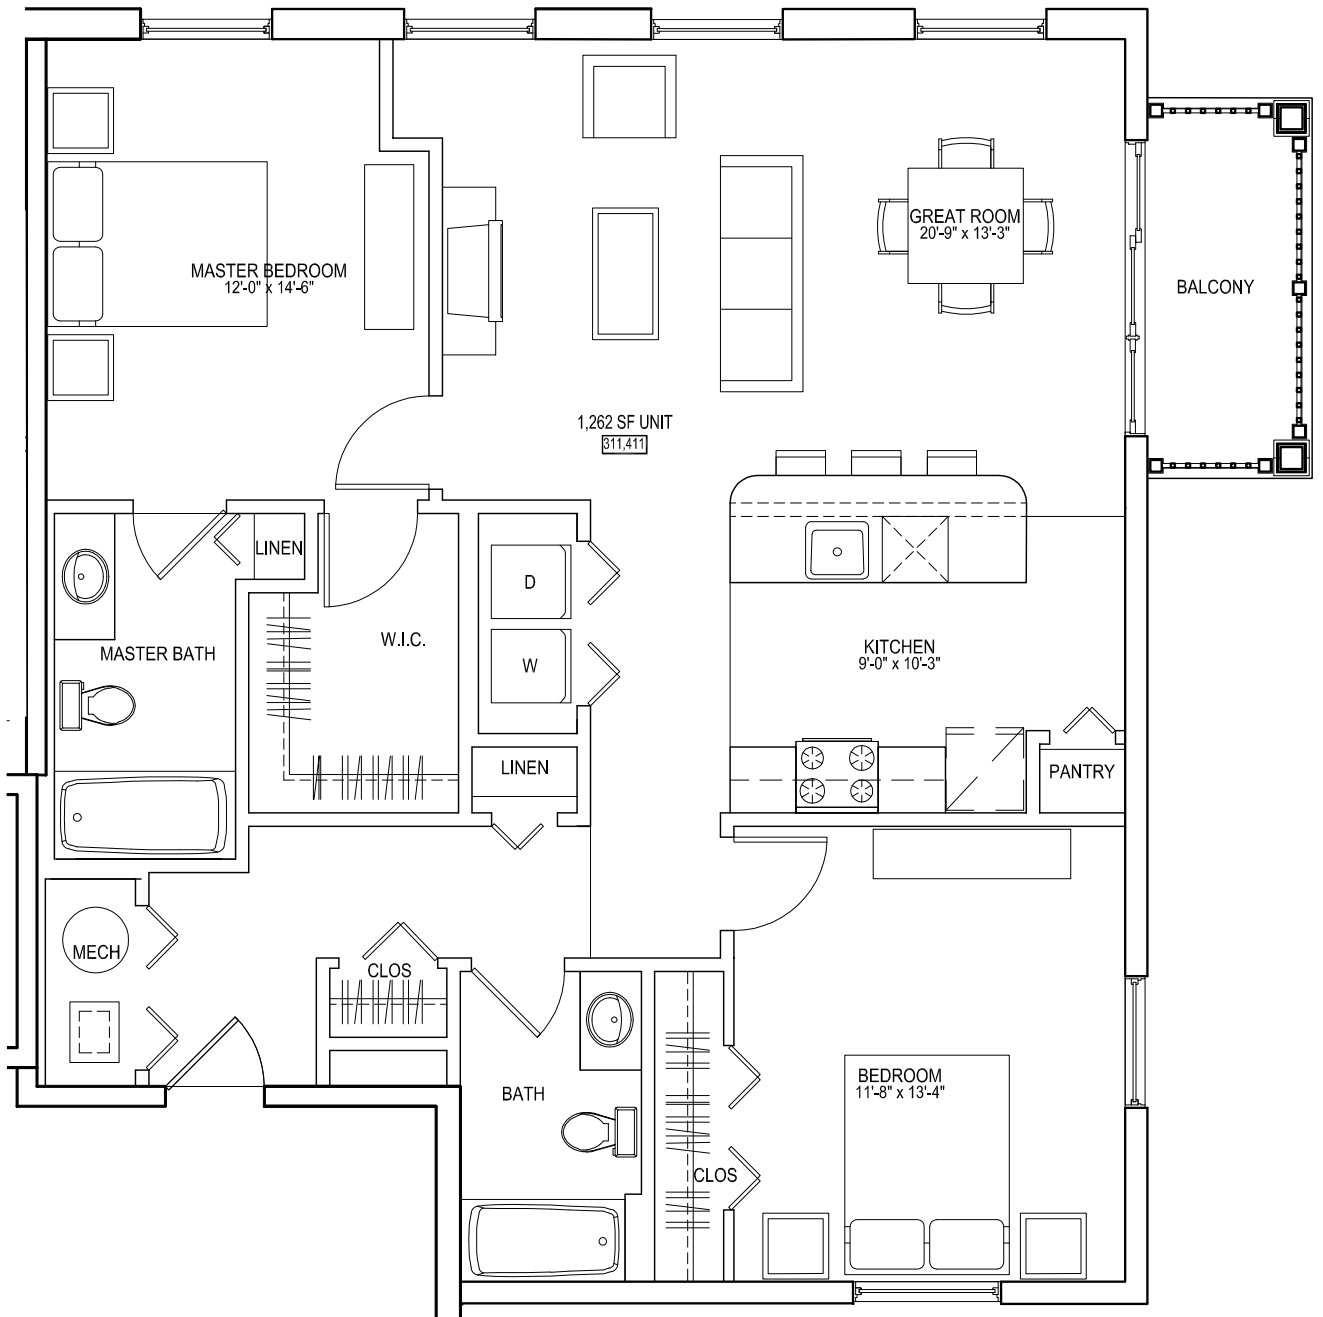 GREAT ROOM
20'-9" x 13'-3"
MASTER BEDROOM
12'-0" x 14'-6"
BALCONY
1,262 SF UNIT
311,411
LINEN
D
W.I.C.
KITCHEN
9'-0" x 10'-3"
MASTER BATH
W
LINEN
PANTRY
MECH
CLOS
BATH
BEDROOM
11'-8" x 13'-4"
CLOS